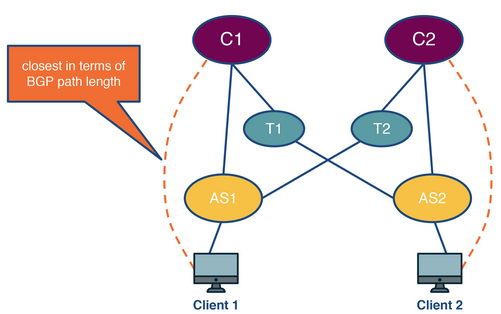 C1
C2
closest in terms of
BGP path length
T1
T2
AS1
AS2
Client 1
Client 2